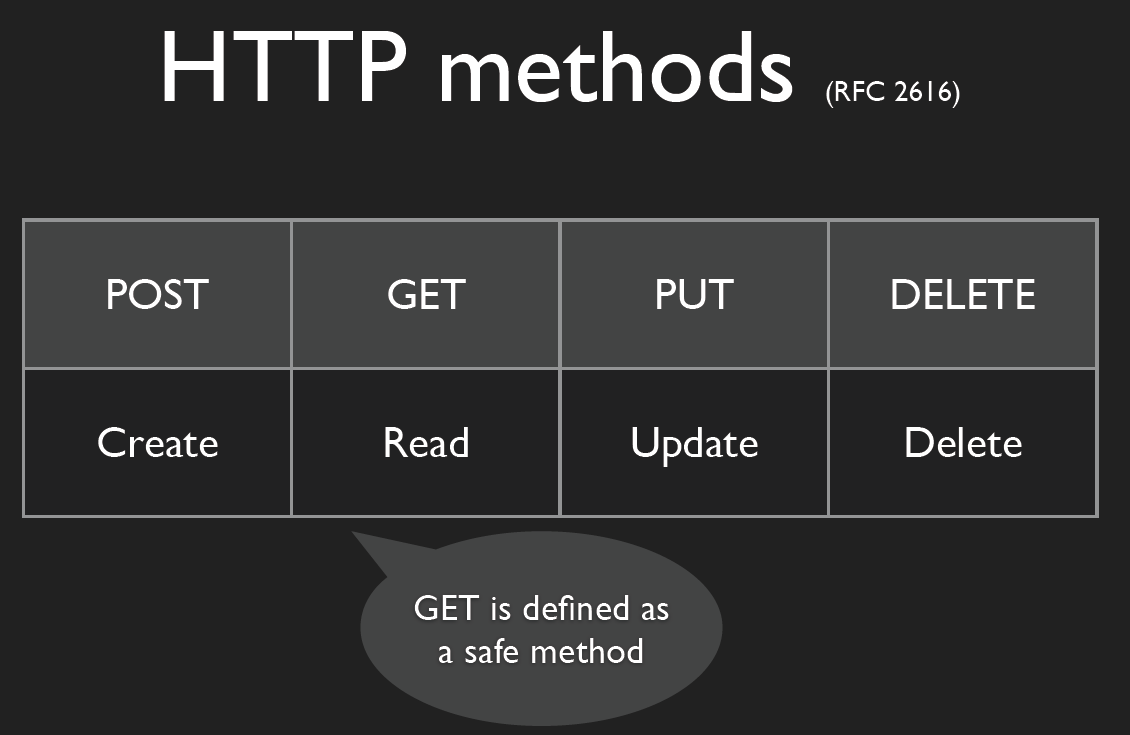 HTTP methods (RFC 2616)
POST GET PUT DELETE
Create Read Update Delete
GET is defined as
a safe method